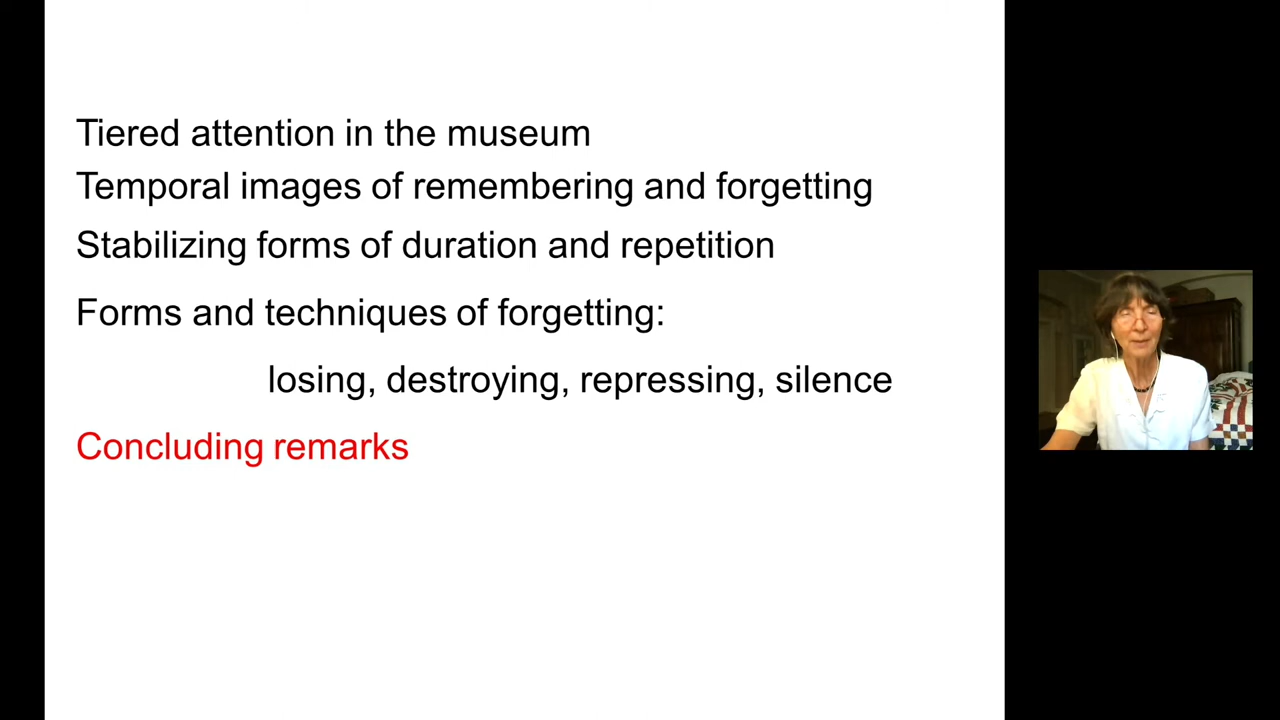 Tiered attention in the museum
Temporal images of remembering and forgetting
Stabilizing forms of duration and repetition
Forms and techniques of forgetting:
losing, destroying, repressing, silence
Concluding remarks